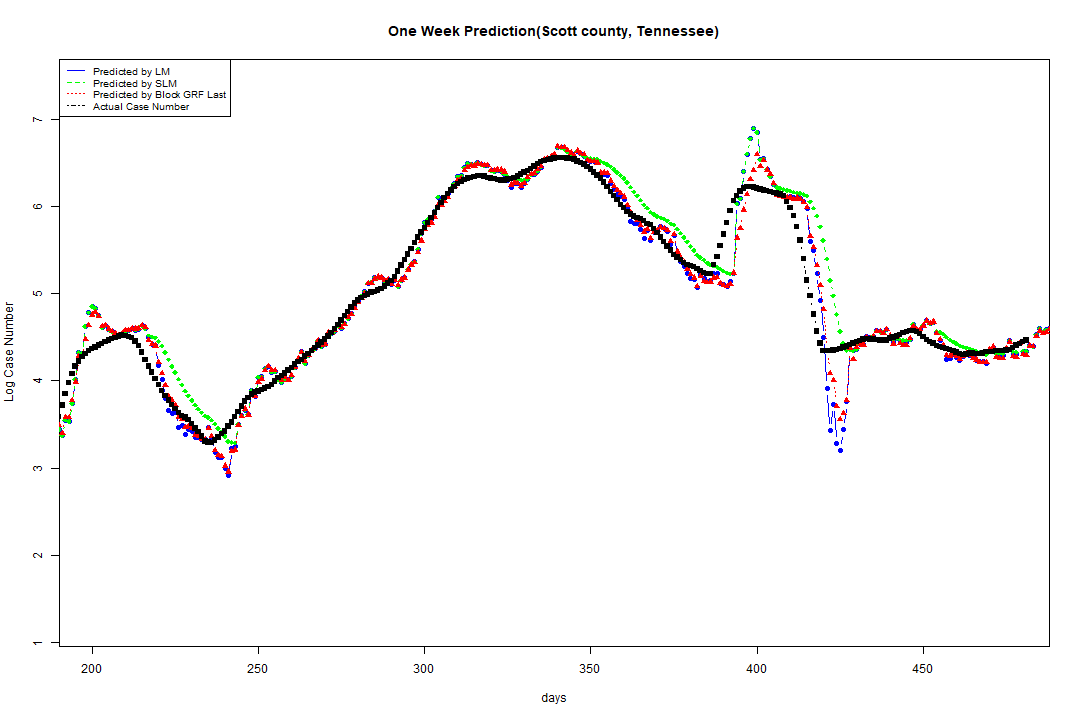 One Week Prediction(Scott county, Tennessee)
Predicted by LM
Predicted by SLM
Predicted by Block GRF Last
Actual Case Number
7
6
5
4
3
2
1
Log Case Number
200 250 300 350 400 450
days